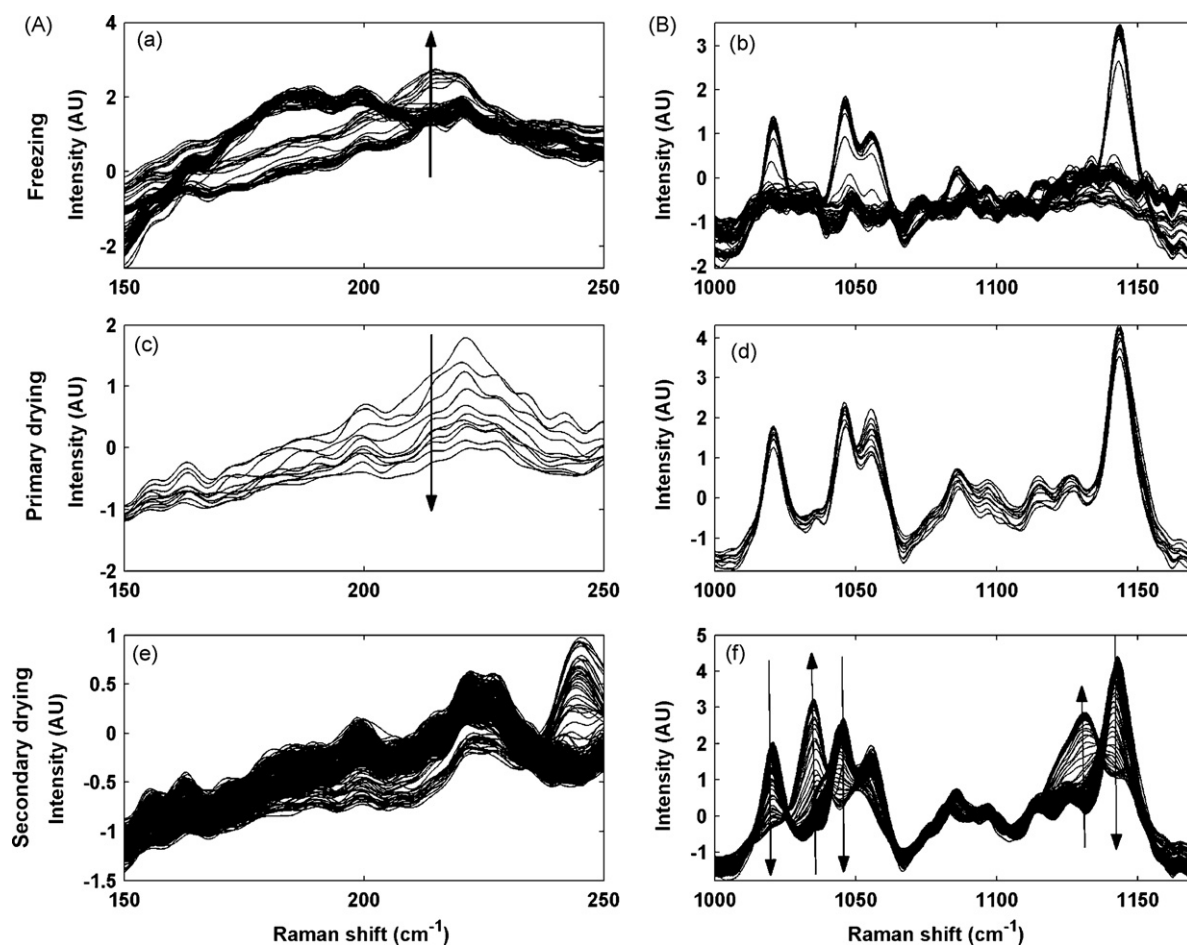 (A)
(a)
Freezing
Intensity (AU)
4
2
0
-2
150
200
250
(B)
(b)
Intensity (AU)
3
2
1
0
-1
-2
1000
1050
1100
1150
(c)
Primary drying
Intensity (AU)
2
1
0
-1
-2
150
200
250
(d)
Intensity (AU)
4
3
2
1
0
-1
1000
1050
1100
1150
(e)
Secondary drying
Intensity (AU)
1
0.5
0
-0.5
-1
-1.5
150
200
250
Raman shift (cm⁻¹)
(f)
Intensity (AU)
5
4
3
2
1
0
-1
1000
1050
1100
1150
Raman shift (cm⁻¹)